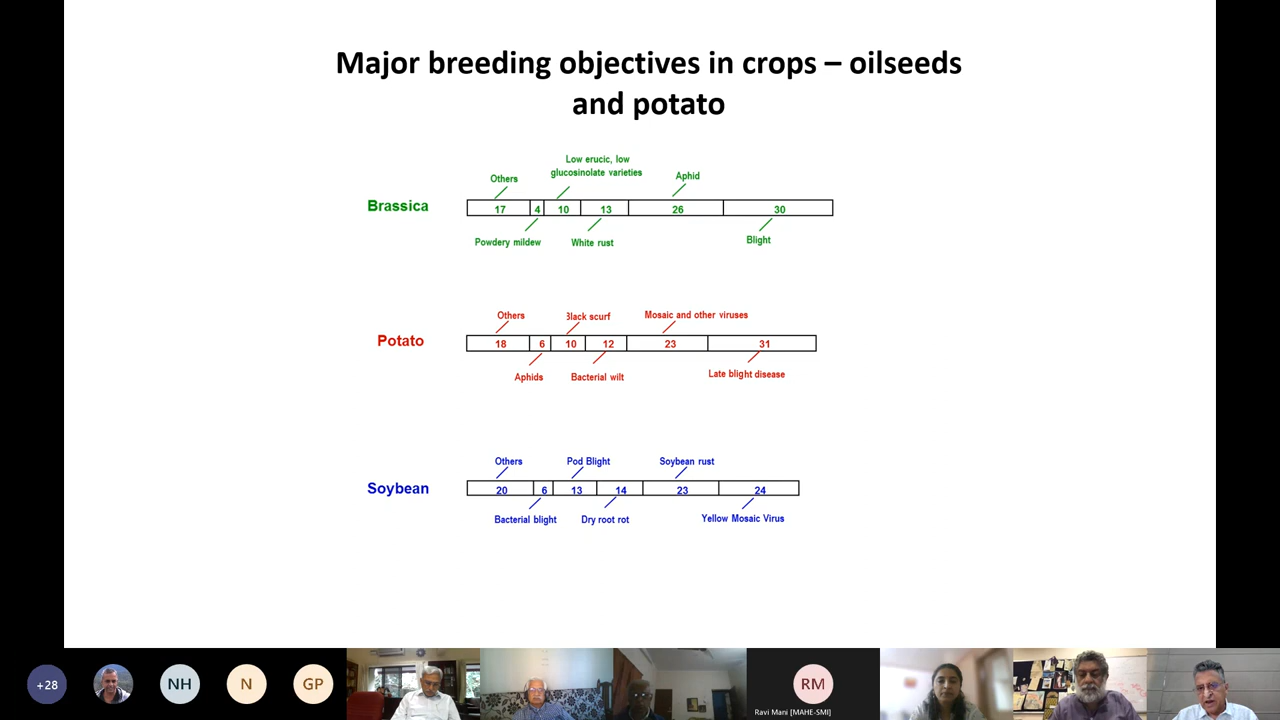 Major breeding objectives in crops – oilseeds
and potato
Low erucic, low
glucosinolate varieties
Others
Aphid
Brassica
17 4 10 13 26 30
Powdery mildew
White rust
Blight
Others
Black scurf
Mosaic and other viruses
Potato
18 6 10 12 23 31
Aphids
Bacterial wilt
Late blight disease
Others
Pod Blight
Soybean rust
Soybean
20 6 13 14 23 24
Bacterial blight
Dry root rot
Yellow Mosaic Virus
+28
NH
N
GP
RM
Ravi Mani [MAHE-SMI]